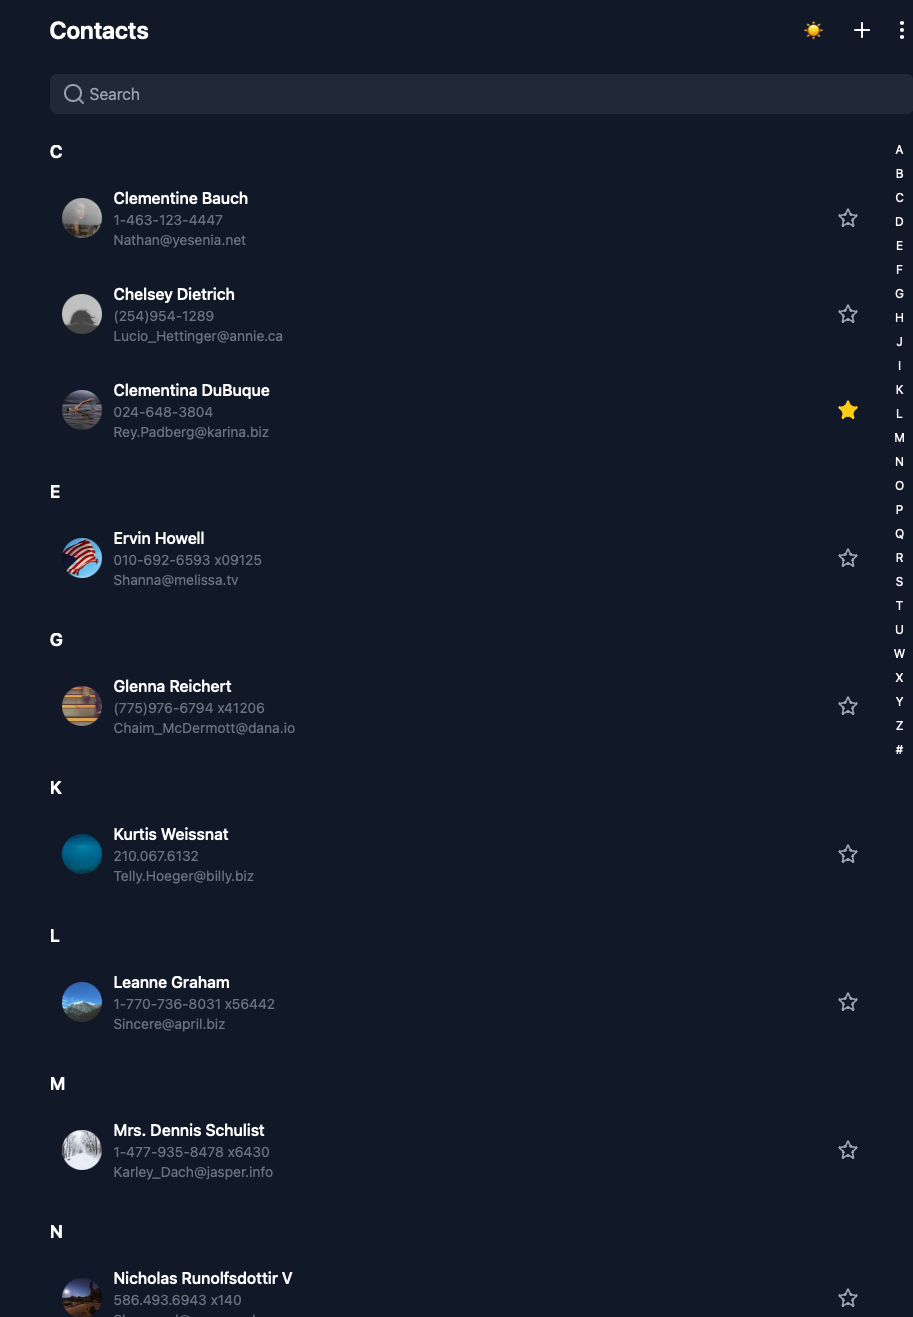 Contacts
Search
C
Clementine Bauch
1-463-123-4447
Nathan@yesenia.net
Chelsey Dietrich
(254)954-1289
Lucio_Hettinger@annie.ca
Clementina DuBuque
024-648-3804
Rey.Padberg@karina.biz
E
Ervin Howell
010-692-6593 x09125
Shanna@melissa.tv
G
Glenna Reichert
(775)976-6794 x41206
Chaim_McDermott@dana.io
K
Kurtis Weissnat
210.067.6132
Telly.Hoeger@billy.biz
L
Leanne Graham
1-770-736-8031 x56442
Sincere@april.biz
M
Mrs. Dennis Schulist
1-477-935-8478 x6430
Karley_Dach@jasper.info
N
Nicholas Runolfsdottir V
586.493.6943 x140
A
B
C
D
E
F
G
H
J
I
K
L
M
N
O
P
Q
R
S
T
U
W
X
Y
Z
#